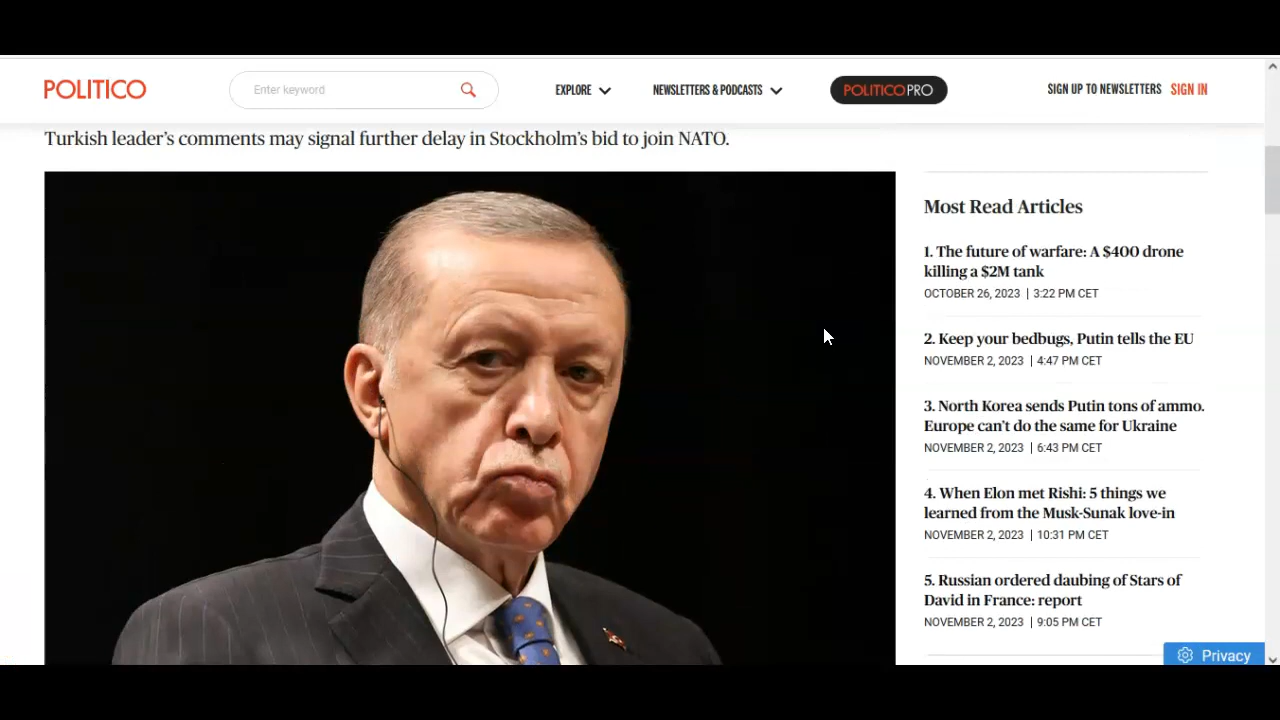 POLITICO
Enter keyword
EXPLORE
NEWSLETTERS & PODCASTS
POLITICO PRO
SIGN UP TO NEWSLETTERS
SIGN IN
Turkish leader's comments may signal further delay in Stockholm's bid to join NATO.
Most Read Articles
1. The future of warfare: A $400 drone
killing a $2M tank
OCTOBER 26, 2023 | 3:22 PM CET
2. Keep your bedbugs, Putin tells the EU
NOVEMBER 2, 2023 | 4:47 PM CET
3. North Korea sends Putin tons of ammo.
Europe can't do the same for Ukraine
NOVEMBER 2, 2023 | 6:43 PM CET
4. When Elon met Rishi: 5 things we
learned from the Musk-Sunak love-in
NOVEMBER 2, 2023 | 10:31 PM CET
5. Russian ordered daubing of Stars of
David in France: report
NOVEMBER 2, 2023 | 9:05 PM CET
Privacy